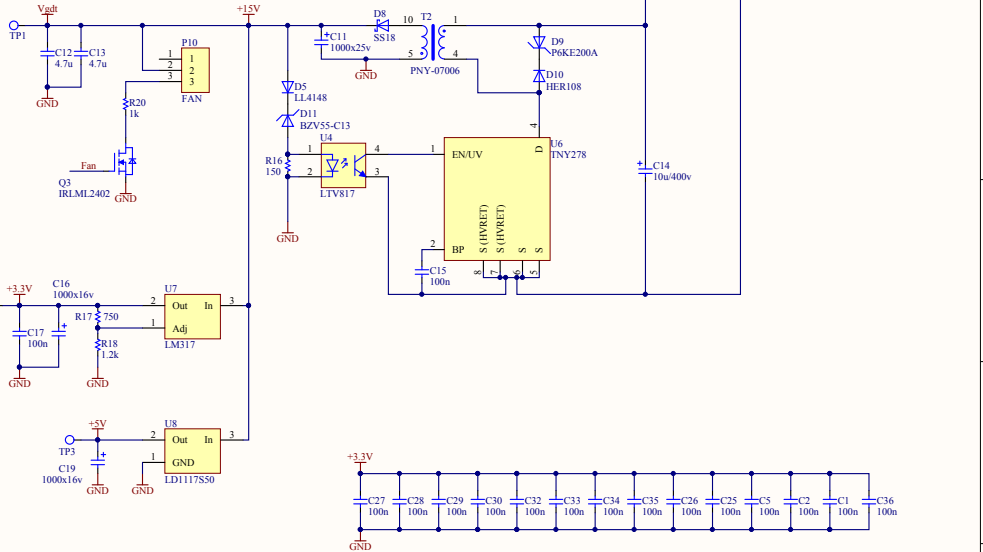 Vgdt
+15V
TP1
C12
4.7u
C13
4.7u
GND
P10
1
2
3
1
2
3
FAN
R20
1k
Fan
Q3
IRLML2402
GND
C11
1000x25v
D8
SS18
GND
10
5
T2
1
4
PNY-07006
D9
P6KE200A
D10
HER108
D5
LL4148
D11
BZV55-C13
R16
150
GND
U4
1
2
4
3
LTV817
U6
TNY278
1
EN/UV
4
D
2
BP
S (HVRET)
S (HVRET)
S
S
8
7
6
5
C15
100n
C14
10u/400v
+3.3V
C16
1000x16v
C17
100n
GND
R17
750
R18
1.2k
GND
U7
2
Out
In
3
1
Adj
LM317
+5V
TP3
C19
1000x16v
GND
GND
U8
2
Out
In
3
1
GND
LD1117S50
+3.3V
C27
100n
C28
100n
C29
100n
C30
100n
C32
100n
C33
100n
C34
100n
C35
100n
C26
100n
C25
100n
C5
100n
C2
100n
C1
100n
C36
100n
GND